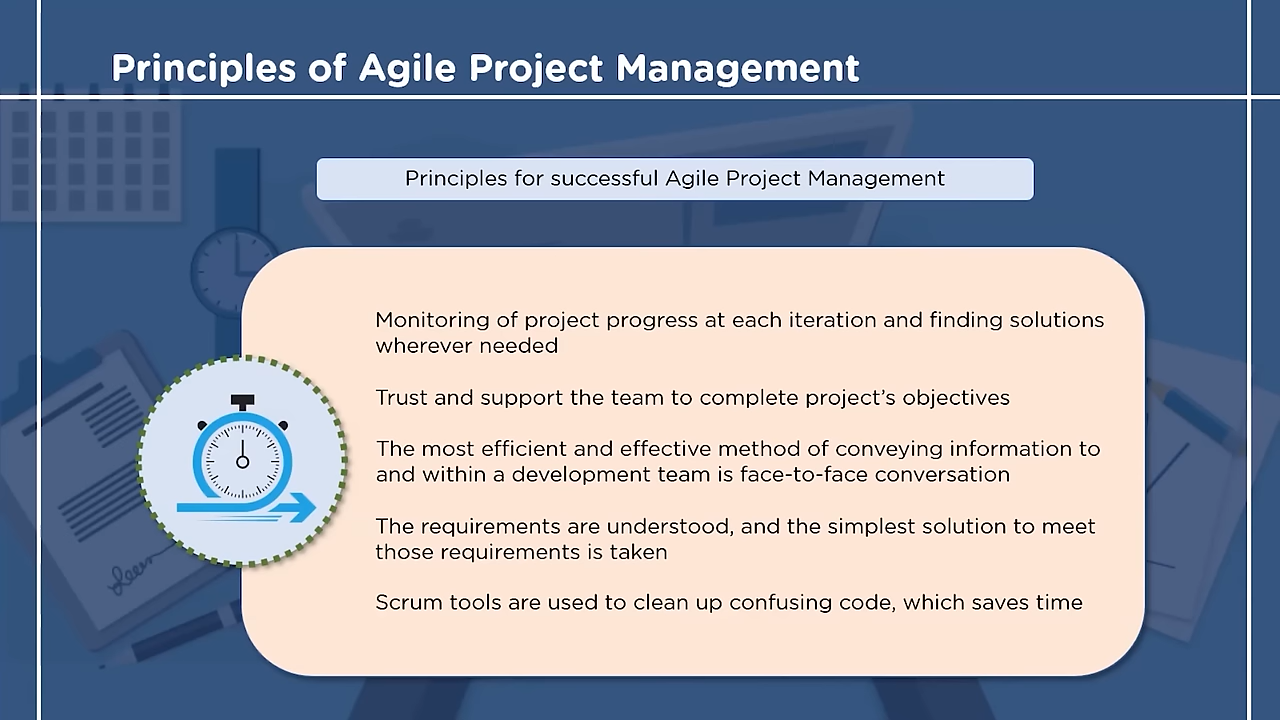 Principles of Agile Project Management
Principles for successful Agile Project Management
Monitoring of project progress at each iteration and finding solutions
wherever needed
Trust and support the team to complete project's objectives
The most efficient and effective method of conveying information to
and within a development team is face-to-face conversation
The requirements are understood, and the simplest solution to meet
those requirements is taken
Scrum tools are used to clean up confusing code, which saves time